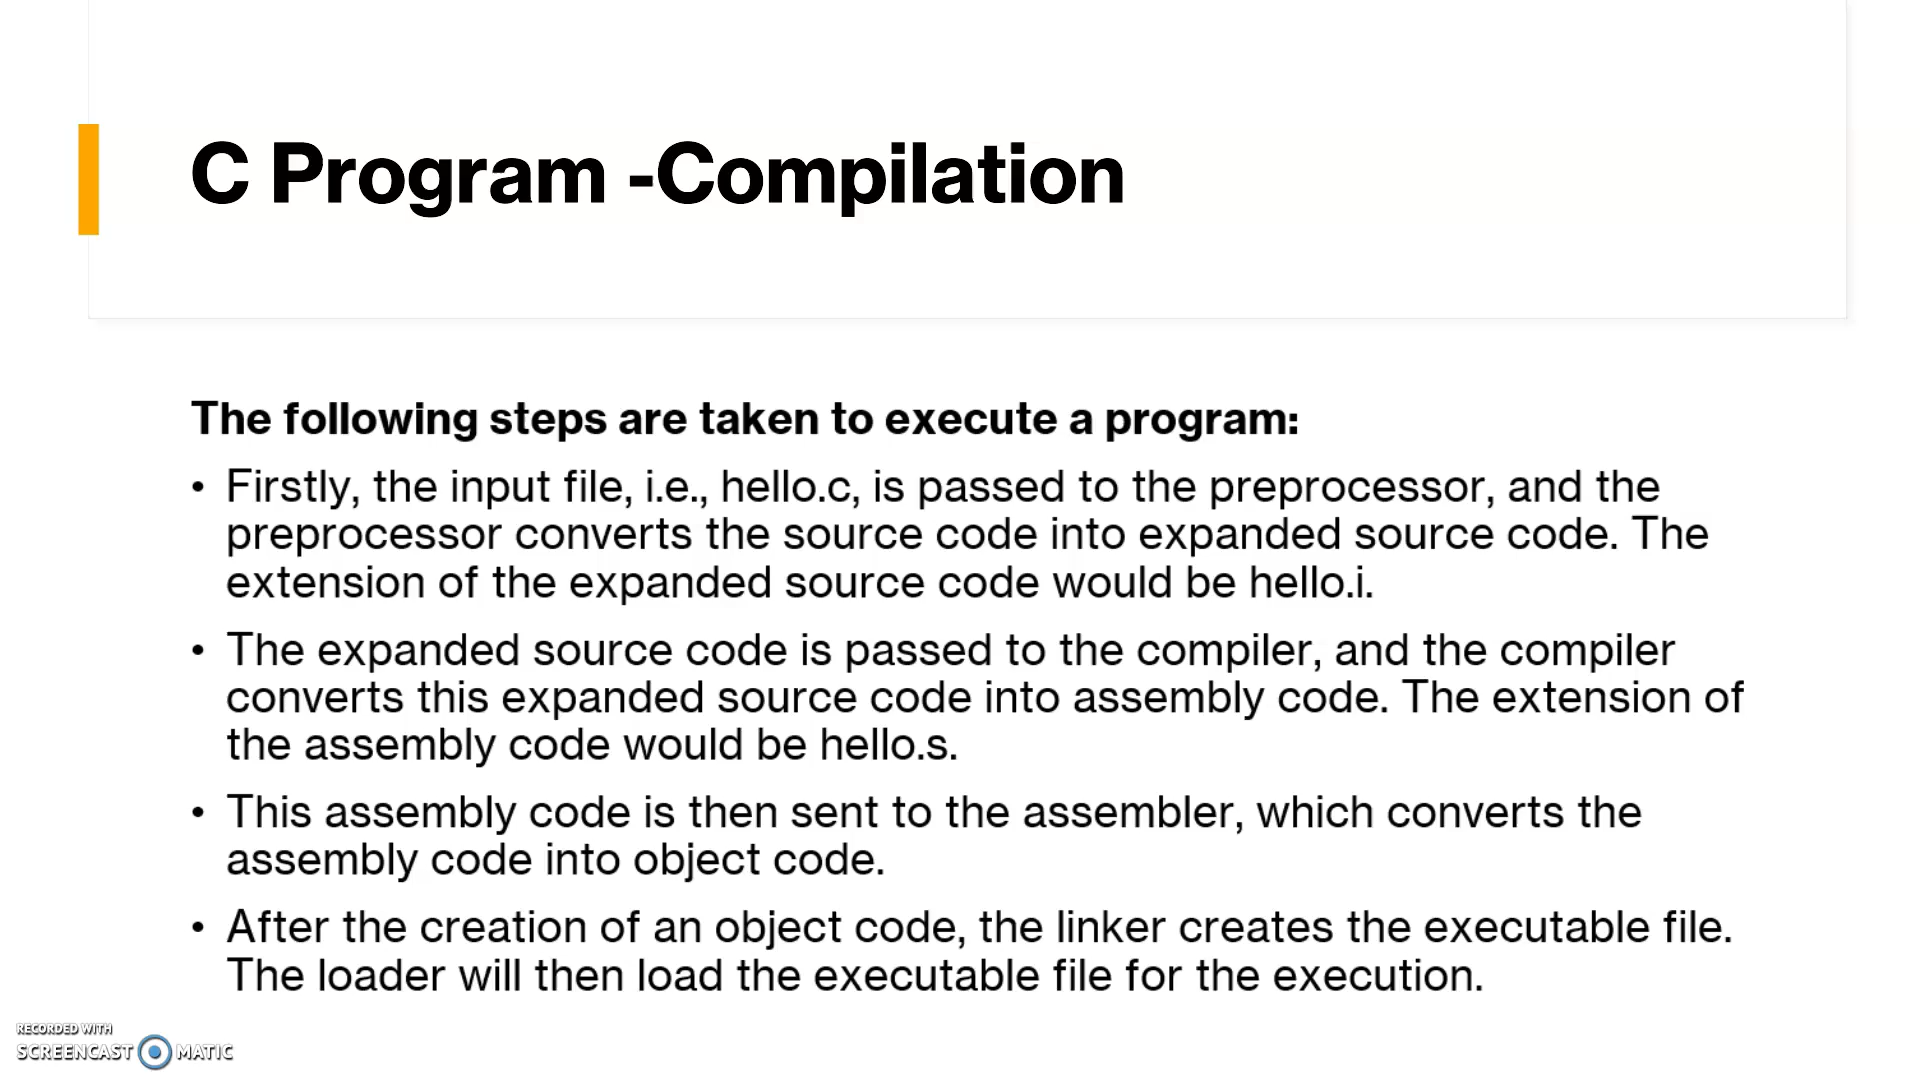 C Program -Compilation
The following steps are taken to execute a program:
• Firstly, the input file, i.e., hello.c, is passed to the preprocessor, and the
preprocessor converts the source code into expanded source code. The
extension of the expanded source code would be hello.i.
• The expanded source code is passed to the compiler, and the compiler
converts this expanded source code into assembly code. The extension of
the assembly code would be hello.s.
• This assembly code is then sent to the assembler, which converts the
assembly code into object code.
• After the creation of an object code, the linker creates the executable file.
The loader will then load the executable file for the execution.
RECORDED WITH
SCREENCAST MATIC